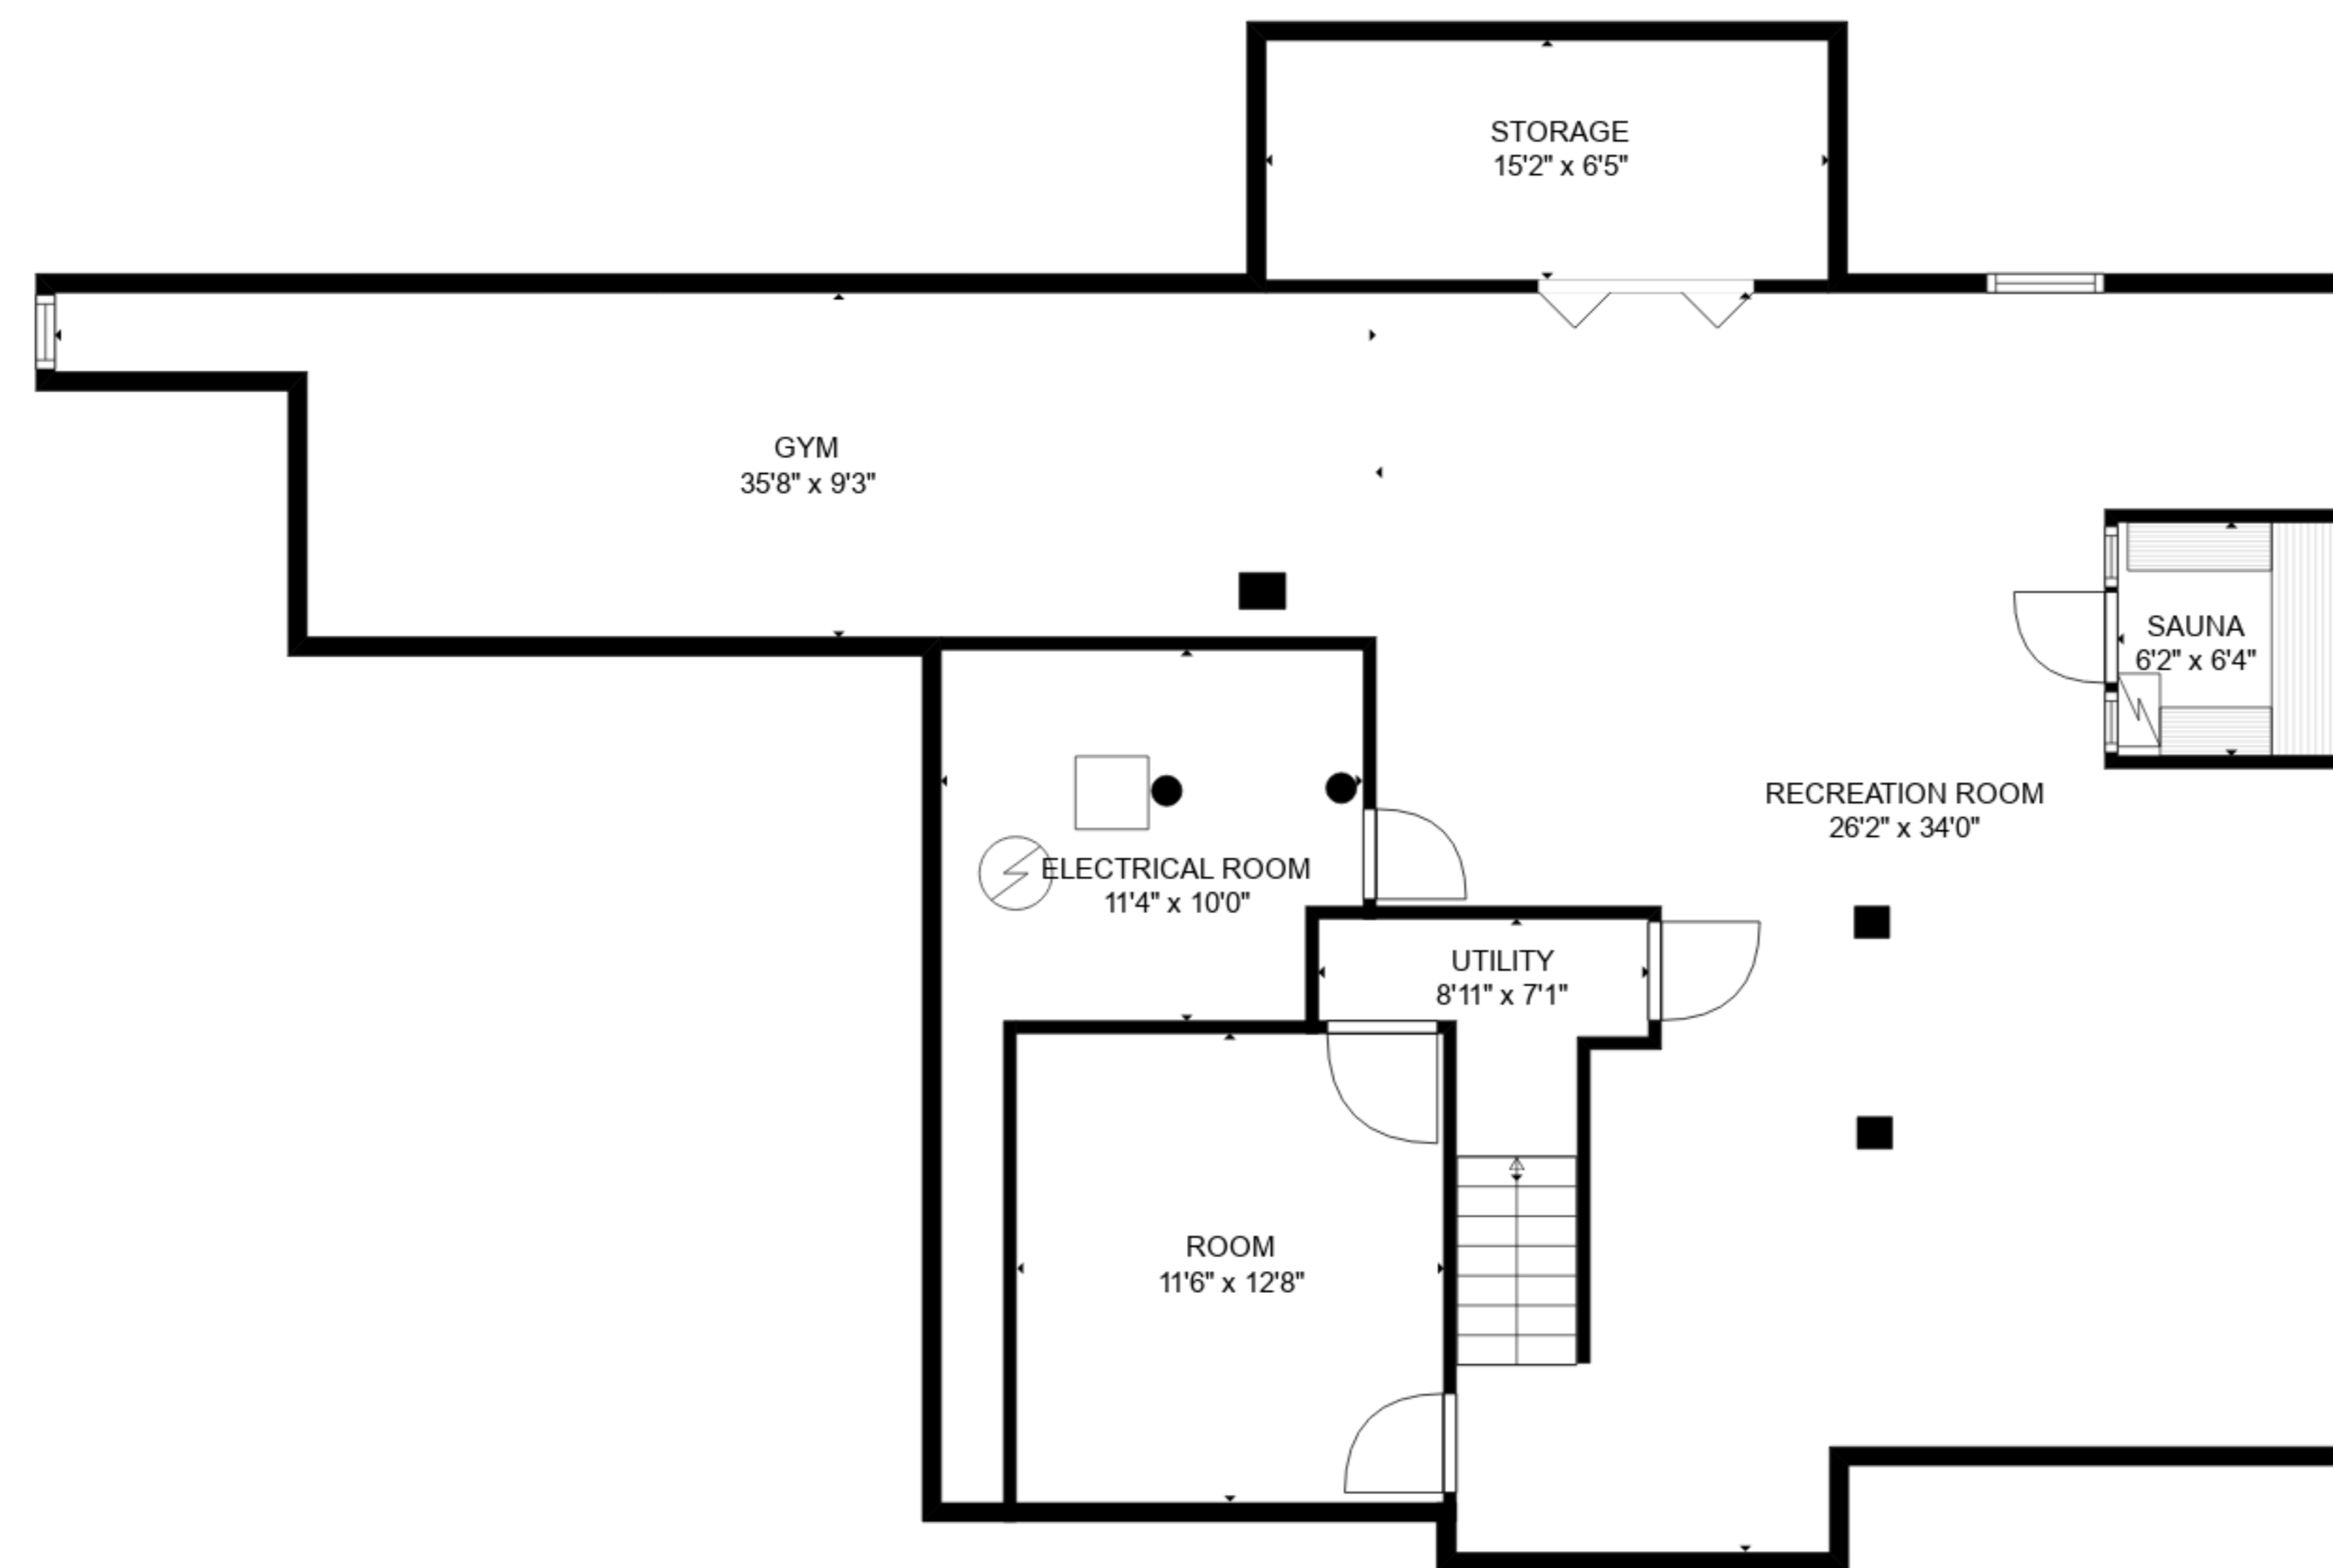 STORAGE
15'2" x 6'5"
GYM
35'8" x 9'3"
SAUNA
6'2" x 6'4"
RECREATION ROOM
26'2" x 34'0"
ELECTRICAL ROOM
11'4" x 10'0"
UTILITY
8'11" x 7'1"
ROOM
11'6" x 12'8"